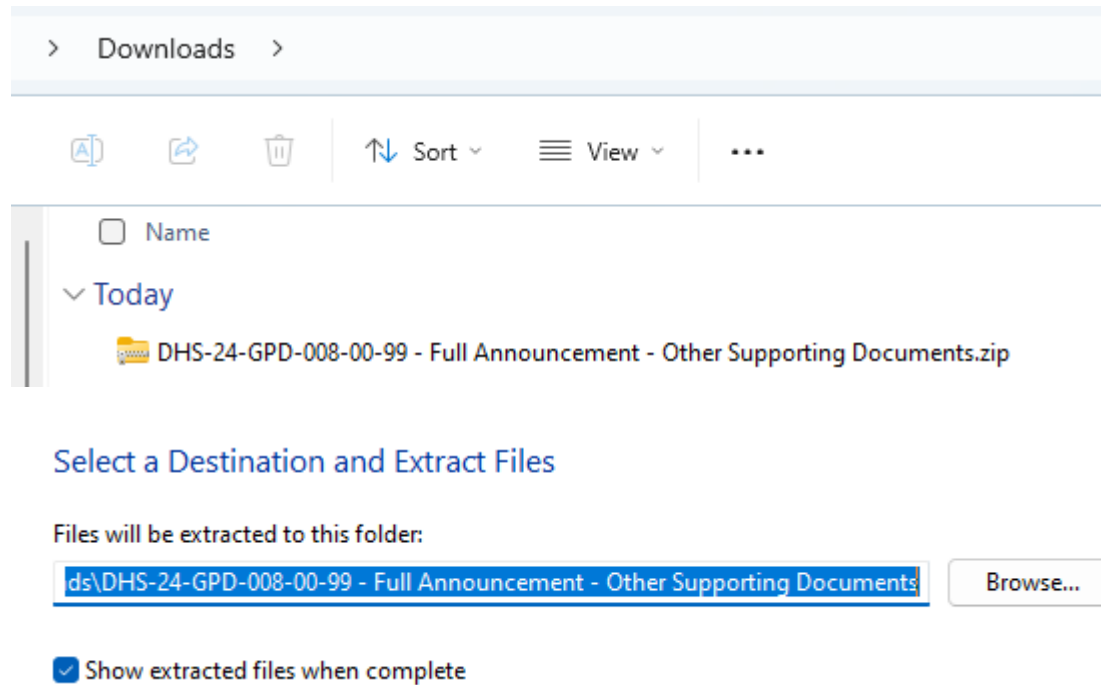 Downloads
Sort View
Name
Today
DHS-24-GPD-008-00-99 - Full Announcement - Other Supporting Documents.zip
Select a Destination and Extract Files
Files will be extracted to this folder:
ds\DHS-24-GPD-008-00-99 - Full Announcement - Other Supporting Documents Browse...
Show extracted files when complete